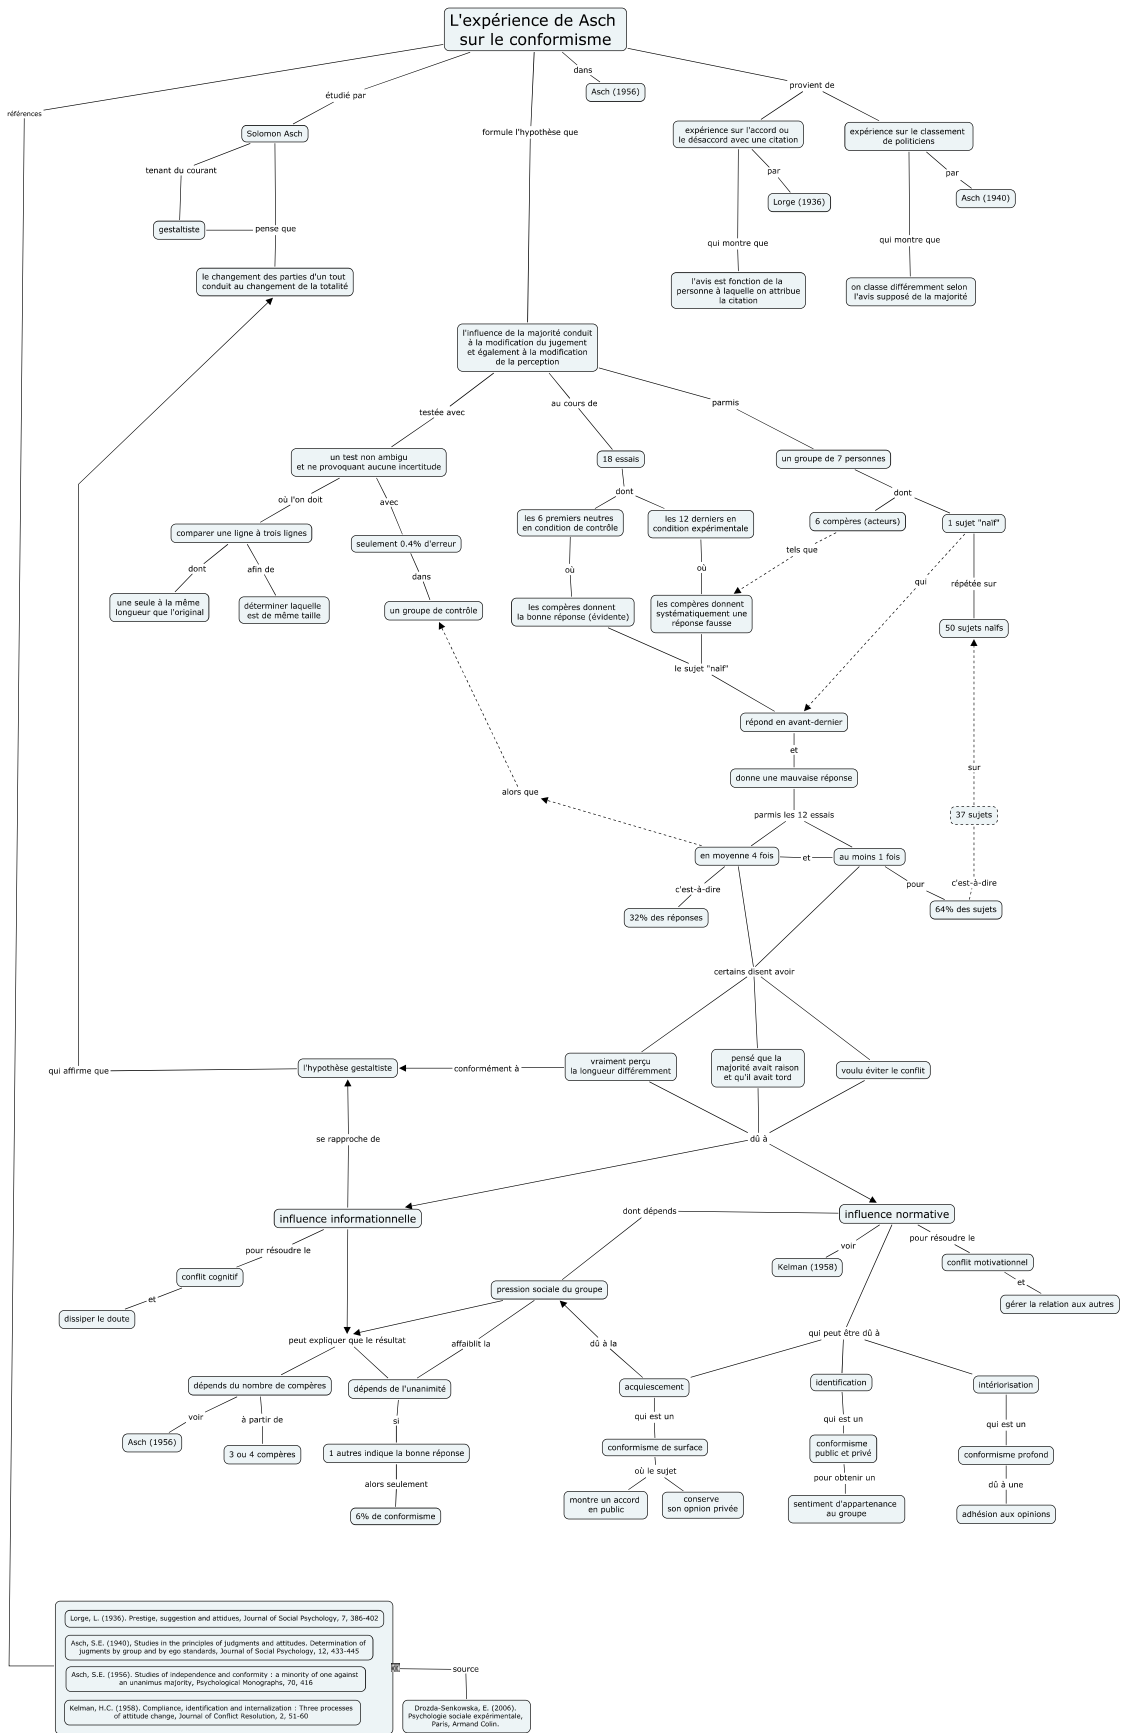 L'expérience de Asch
sur le conformisme
dans
Asch (1956)
provient de
étudié par
références
Solomon Asch
formule l'hypothèse que
expérience sur l'accord ou
le désaccord avec une citation
expérience sur le classement
de politiciens
tenant du courant
par
par
Lorge (1936)
Asch (1940)
gestaltiste
pense que
qui montre que
qui montre que
le changement des parties d'un tout
conduit au changement de la totalité
l'avis est fonction de la
personne à laquelle on attribue
la citation
on classe différemment selon
l'avis supposé de la majorité
l'influence de la majorité conduit
à la modification du jugement
et également à la modification
de la perception
testée avec
au cours de
parmis
un test non ambigu
et ne provoquant aucune incertitude
18 essais
un groupe de 7 personnes
où l'on doit
avec
dont
dont
comparer une ligne à trois lignes
seulement 0.4% d'erreur
les 6 premiers neutres
en condition de contrôle
les 12 derniers en
condition expérimentale
6 compères (acteurs)
1 sujet "naïf"
dont
afin de
dans
où
où
tels que
qui
répétée sur
une seule à la même
longueur que l'original
déterminer laquelle
est de même taille
un groupe de contrôle
les compères donnent
la bonne réponse (évidente)
les compères donnent
systématiquement une
réponse fausse
50 sujets naïfs
le sujet "naïf"
répond en avant-dernier
et
donne une mauvaise réponse
sur
alors que
parmis les 12 essais
37 sujets
en moyenne 4 fois
et
au moins 1 fois
c'est-à-dire
pour
c'est-à-dire
32% des réponses
64% des sujets
certains disent avoir
qui affirme que
l'hypothèse gestaltiste
conformément à
vraiment perçu
la longueur différemment
pensé que la
majorité avait raison
et qu'il avait tord
voulu éviter le conflit
se rapproche de
dû à
influence informationnelle
dont dépends
influence normative
pour résoudre le
voir
pour résoudre le
conflit cognitif
Kelman (1958)
conflit motivationnel
et
pression sociale du groupe
et
dissiper le doute
gérer la relation aux autres
peut expliquer que le résultat
affaiblit la
dû à la
qui peut être dû à
dépends du nombre de compères
dépends de l'unanimité
acquiescement
identification
intériorisation
voir
à partir de
si
qui est un
qui est un
qui est un
Asch (1956)
3 ou 4 compères
1 autres indique la bonne réponse
conformisme de surface
conformisme
public et privé
conformisme profond
alors seulement
où le sujet
pour obtenir un
dû à une
6% de conformisme
montre un accord
en public
conserve
son opnion privée
sentiment d'appartenance
au groupe
adhésion aux opinions
Lorge, L. (1936). Prestige, suggestion and attidues, Journal of Social Psychology, 7, 386-402
Asch, S.E. (1940), Studies in the principles of judgments and attitudes. Determination of
jugments by group and by ego standards, Journal of Social Psychology, 12, 433-445
Asch, S.E. (1956). Studies of independence and conformity : a minority of one against
an unanimus majority, Psychological Monographs, 70, 416
Kelman, H.C. (1958). Compliance, identification and internalization : Three processes
of attitude change, Journal of Conflict Resolution, 2, 51-60
source
Drozda-Senkowska, E. (2006).
Psychologie sociale expérimentale,
Paris, Armand Colin.